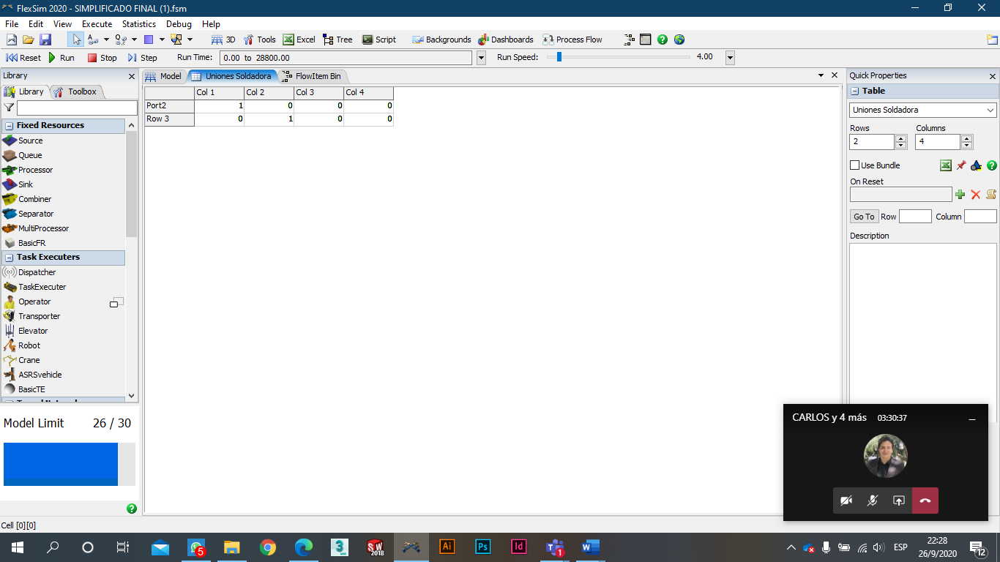 FlexSim 2020 - SIMPLIFICADO FINAL (1).fsm
File Edit View Execute Statistics Debug Help
3D Tools Excel Tree Script Backgrounds Dashboards Process Flow
Reset Run Stop Step Run Time: 0.00 to 28800.00 Run Speed: 4.00
Library
Library Toolbox
Fixed Resources
Source
Queue
Processor
Sink
Combiner
Separator
MultiProcessor
BasicFR
Task Executers
Dispatcher
TaskExecuter
Operator
Transporter
Elevator
Robot
Crane
ASRSvehicle
BasicTE
Model Limit 26 / 30
Model Uniones Soldadora FlowItem Bin
Col 1 Col 2 Col 3 Col 4
Port2 1 0 0 0
Row 3 0 1 0 0
Quick Properties
Table
Uniones Soldadora
Rows Columns
2 4
Use Bundle
On Reset
Go To Row Column
Description
CARLOS y 4 más 03:30:37
Cell [0][0]
5
3
MAX
SW
2018
Ai
Ps
Id
1
W
ESP
22:28
26/9/2020
12